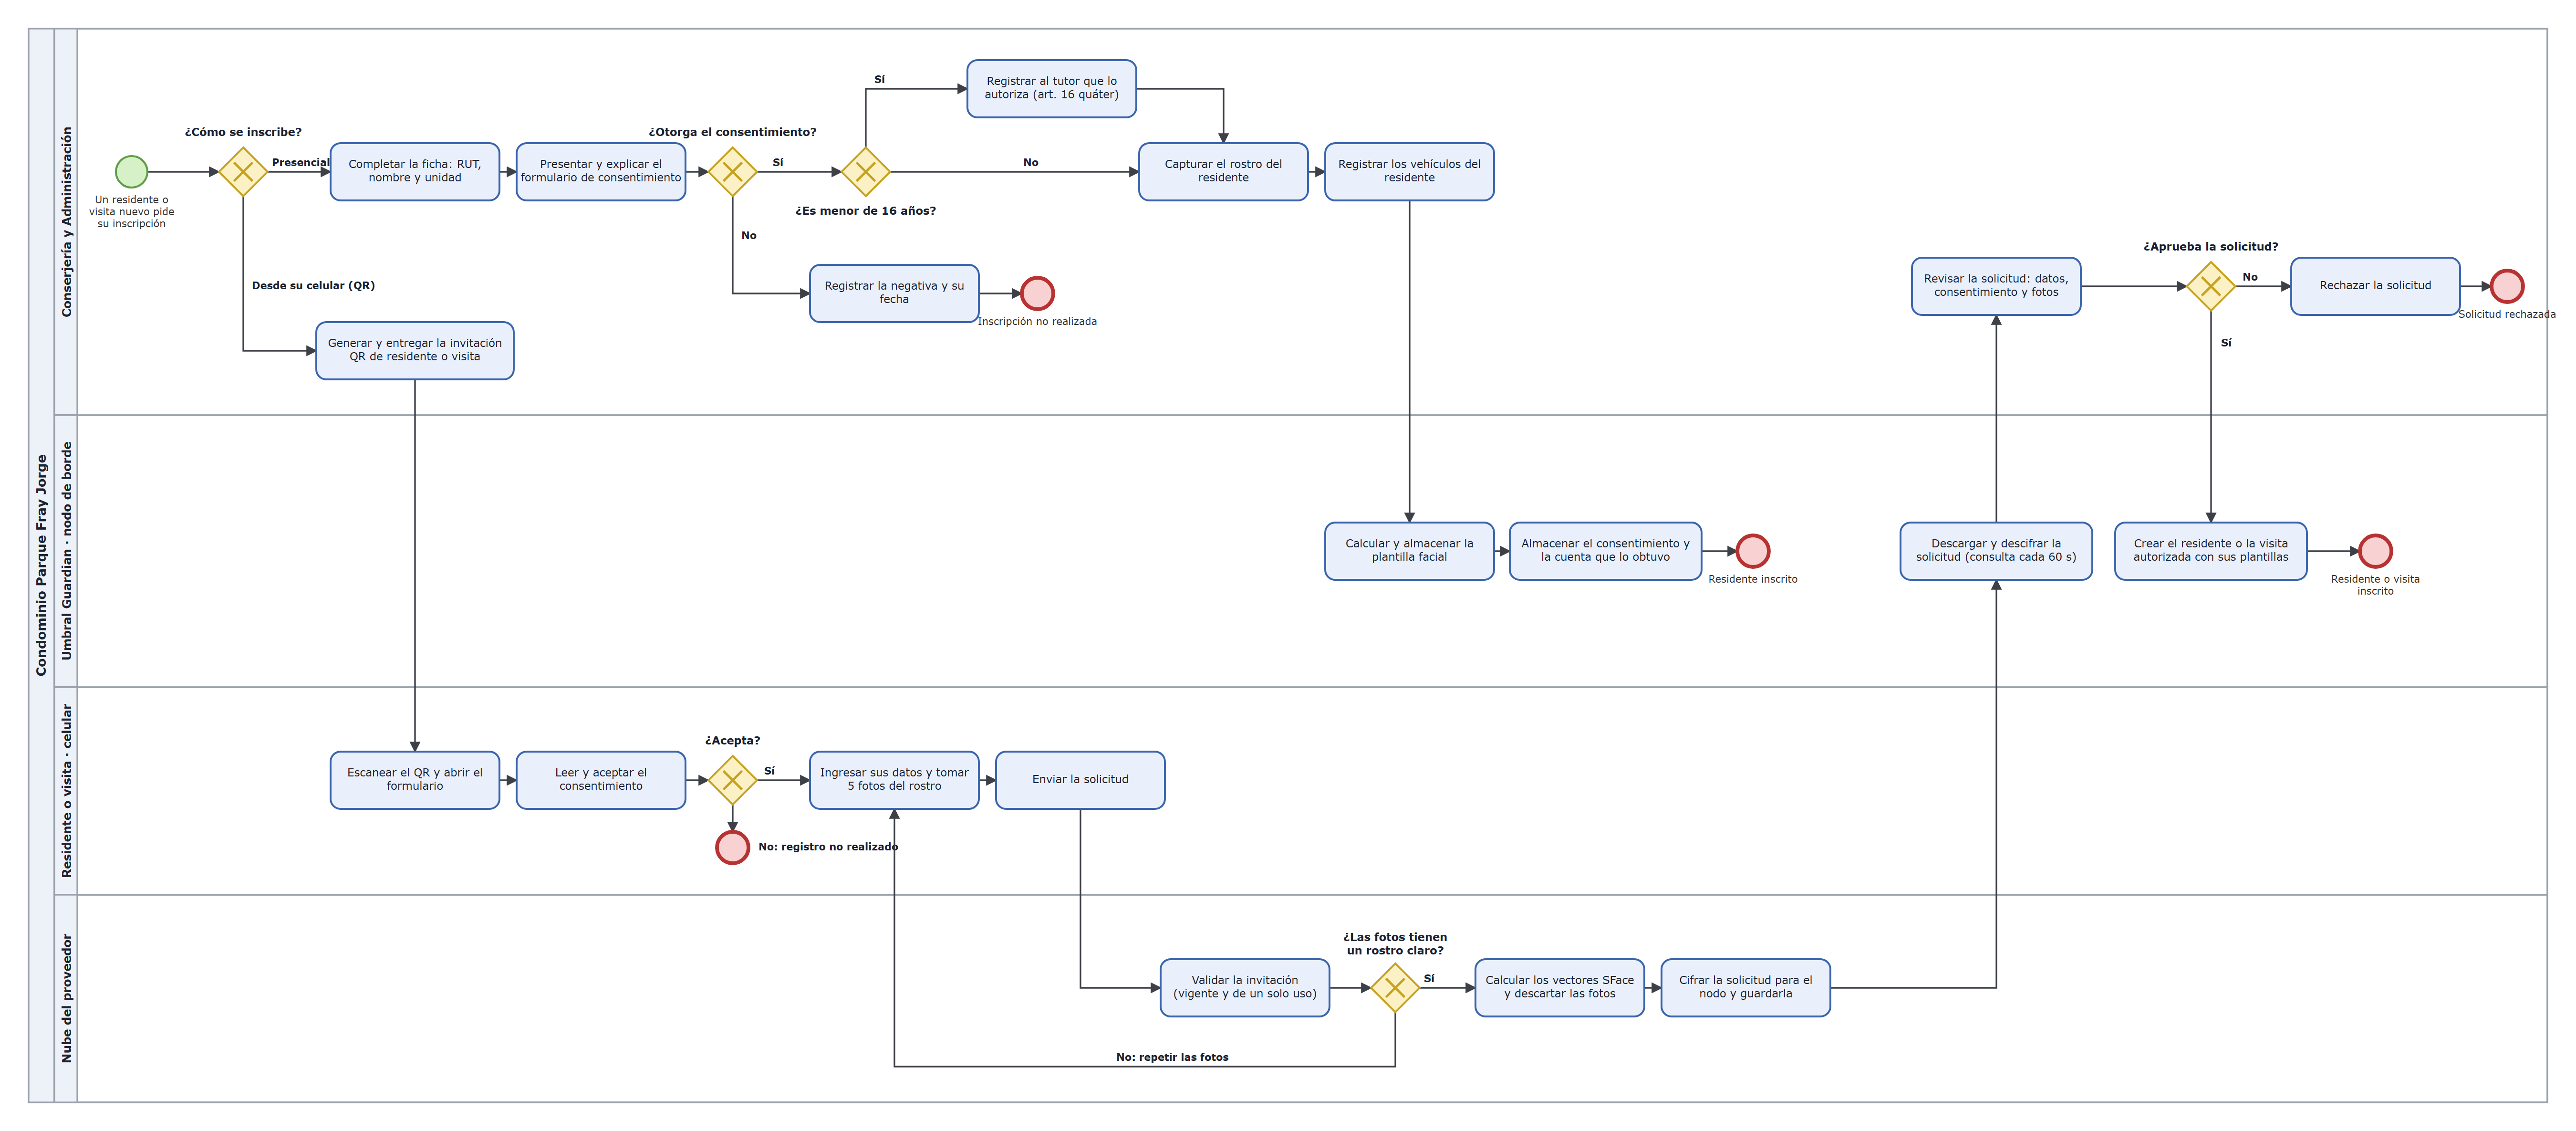 Condominio Parque Fray Jorge
Conserjería y Administración
Un residente o
visita nuevo pide
su inscripción
¿Cómo se inscribe?
Presencial
Desde su celular (QR)
Completar la ficha: RUT,
nombre y unidad
Presentar y explicar el
formulario de consentimiento
¿Otorga el consentimiento?
Sí
No
¿Es menor de 16 años?
Sí
No
Registrar al tutor que lo
autoriza (art. 16 quáter)
Capturar el rostro del
residente
Registrar los vehículos del
residente
Registrar la negativa y su
fecha
Inscripción no realizada
Generar y entregar la invitación
QR de residente o visita
Revisar la solicitud: datos,
consentimiento y fotos
¿Aprueba la solicitud?
No
Sí
Rechazar la solicitud
Solicitud rechazada
Umbral Guardian · nodo de borde
Calcular y almacenar la
plantilla facial
Almacenar el consentimiento y
la cuenta que lo obtuvo
Residente inscrito
Descargar y descifrar la
solicitud (consulta cada 60 s)
Crear el residente o la visita
autorizada con sus plantillas
Residente o visita
inscrito
Residente o visita · celular
Escanear el QR y abrir el
formulario
Leer y aceptar el
consentimiento
¿Acepta?
Sí
No: registro no realizado
Ingresar sus datos y tomar
5 fotos del rostro
Enviar la solicitud
Nube del proveedor
Validar la invitación
(vigente y de un solo uso)
¿Las fotos tienen
un rostro claro?
Sí
No: repetir las fotos
Calcular los vectores SFace
y descartar las fotos
Cifrar la solicitud para el
nodo y guardarla